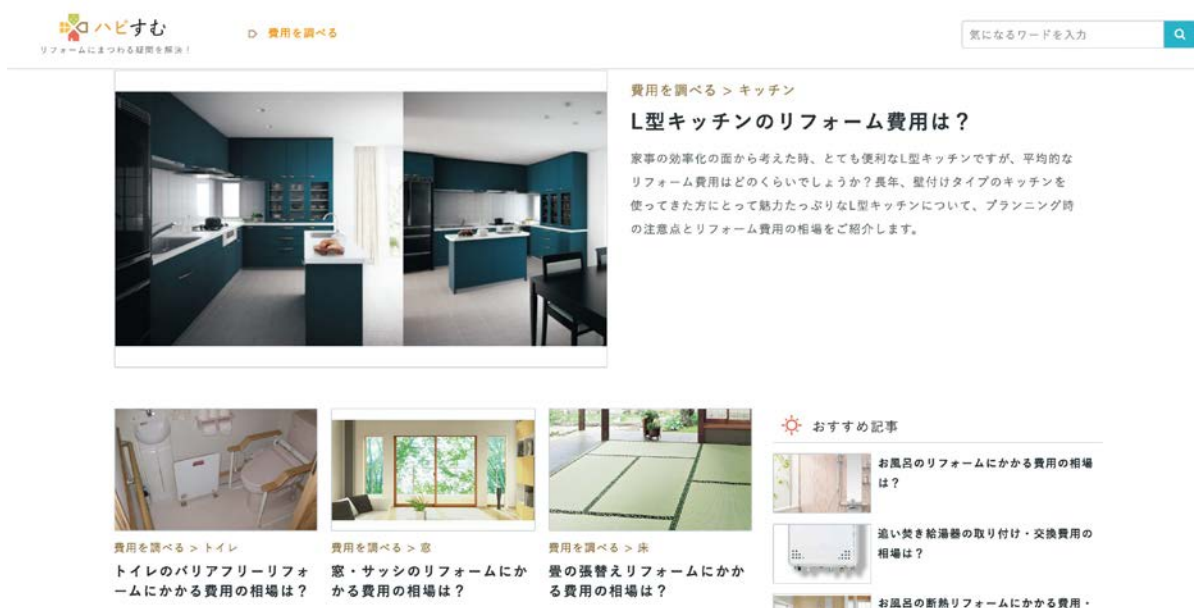 ハピすむ
リフォームにまつわる疑問を解決！
費用を調べる
気になるワードを入力
費用を調べる > キッチン
L型キッチンのリフォーム費用は？
家事の効率化の面から考えた時、とても便利なL型キッチンですが、平均的な
リフォーム費用はどのくらいでしょうか？長年、壁付けタイプのキッチンを
使ってきた方にとって魅力たっぷりなL型キッチンについて、プランニング時
の注意点とリフォーム費用の相場をご紹介します。
費用を調べる > トイレ
トイレのバリアフリーリフォ
ームにかかる費用の相場は？
費用を調べる > 窓
窓・サッシのリフォームにか
かる費用の相場は？
費用を調べる > 床
畳の張替えリフォームにかか
る費用の相場は？
おすすめ記事
お風呂のリフォームにかかる費用の相場
は？
追い焚き給湯器の取り付け・交換費用の
相場は？
お風呂の断熱リフォームにかかる費用・